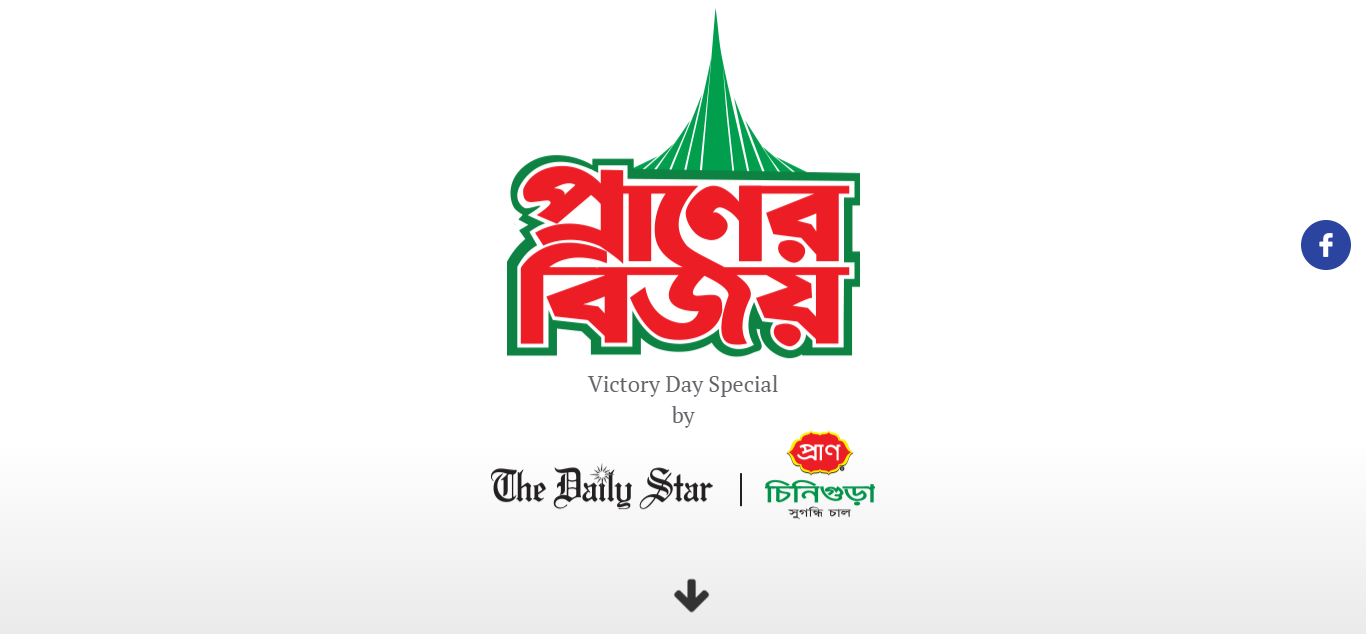 প্রাণের
বিজয়
Victory Day Special
by
The Daily Star
প্রাণ
চিনিগুড়া
সুগন্ধি চাল